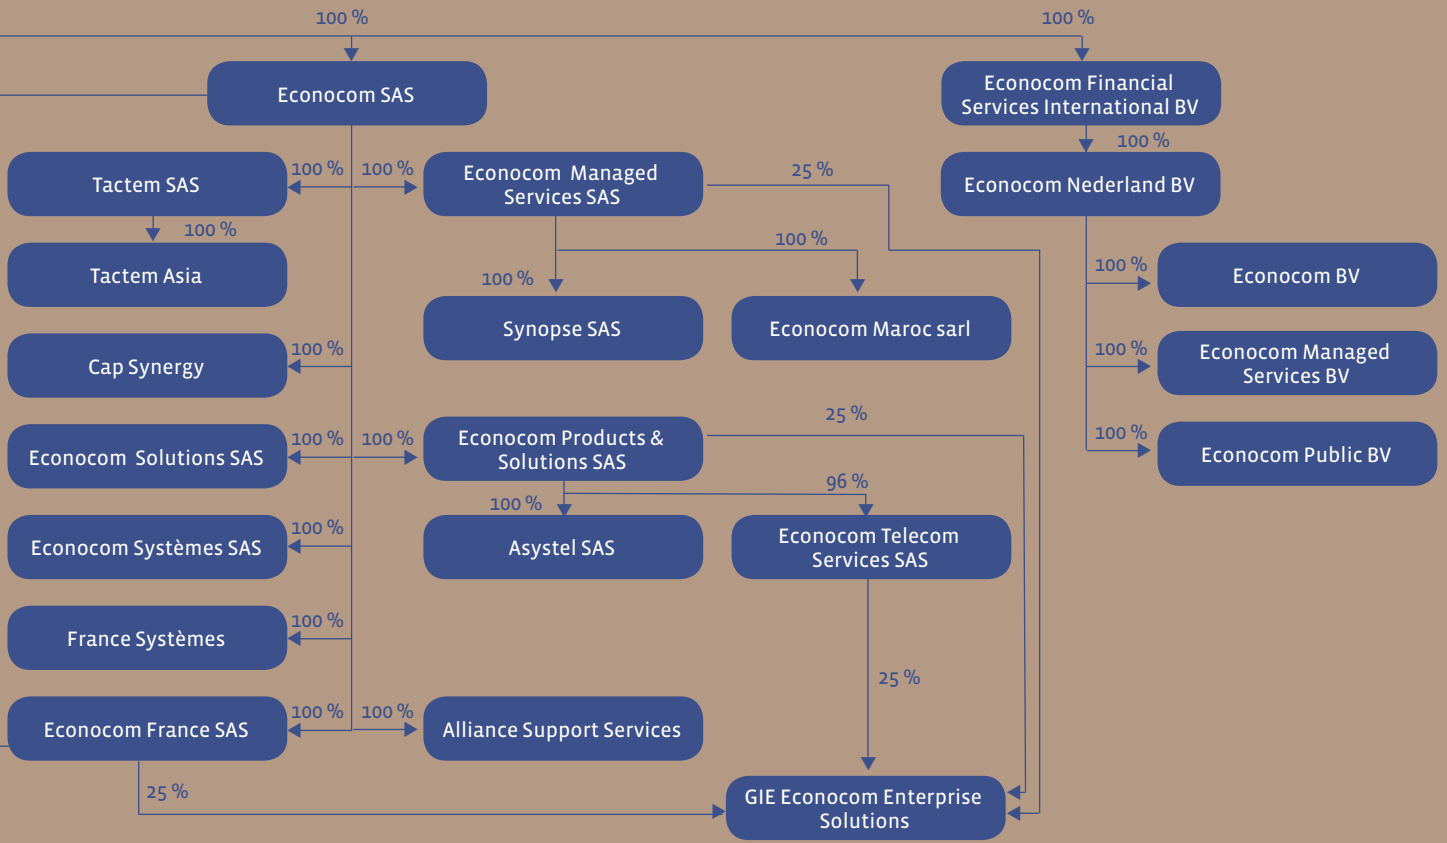 100 %
100 %
Econocom SAS
Econocom Financial
Services International BV
100 %
Tactem SAS
100 %
100 %
Econocom Managed
Services SAS
25 %
Econocom Nederland BV
100 %
Tactem Asia
100 %
100 %
Synopse SAS
Econocom Maroc sarl
100 %
Econocom BV
Cap Synergy
100 %
100 %
Econocom Managed
Services BV
Econocom Solutions SAS
100 %
100 %
Econocom Products &
Solutions SAS
25 %
100 %
Econocom Public BV
96 %
100 %
Econocom Systèmes SAS
100 %
Asystel SAS
Econocom Telecom
Services SAS
France Systèmes
100 %
25 %
Econocom France SAS
100 %
100 %
Alliance Support Services
25 %
GIE Econocom Enterprise
Solutions